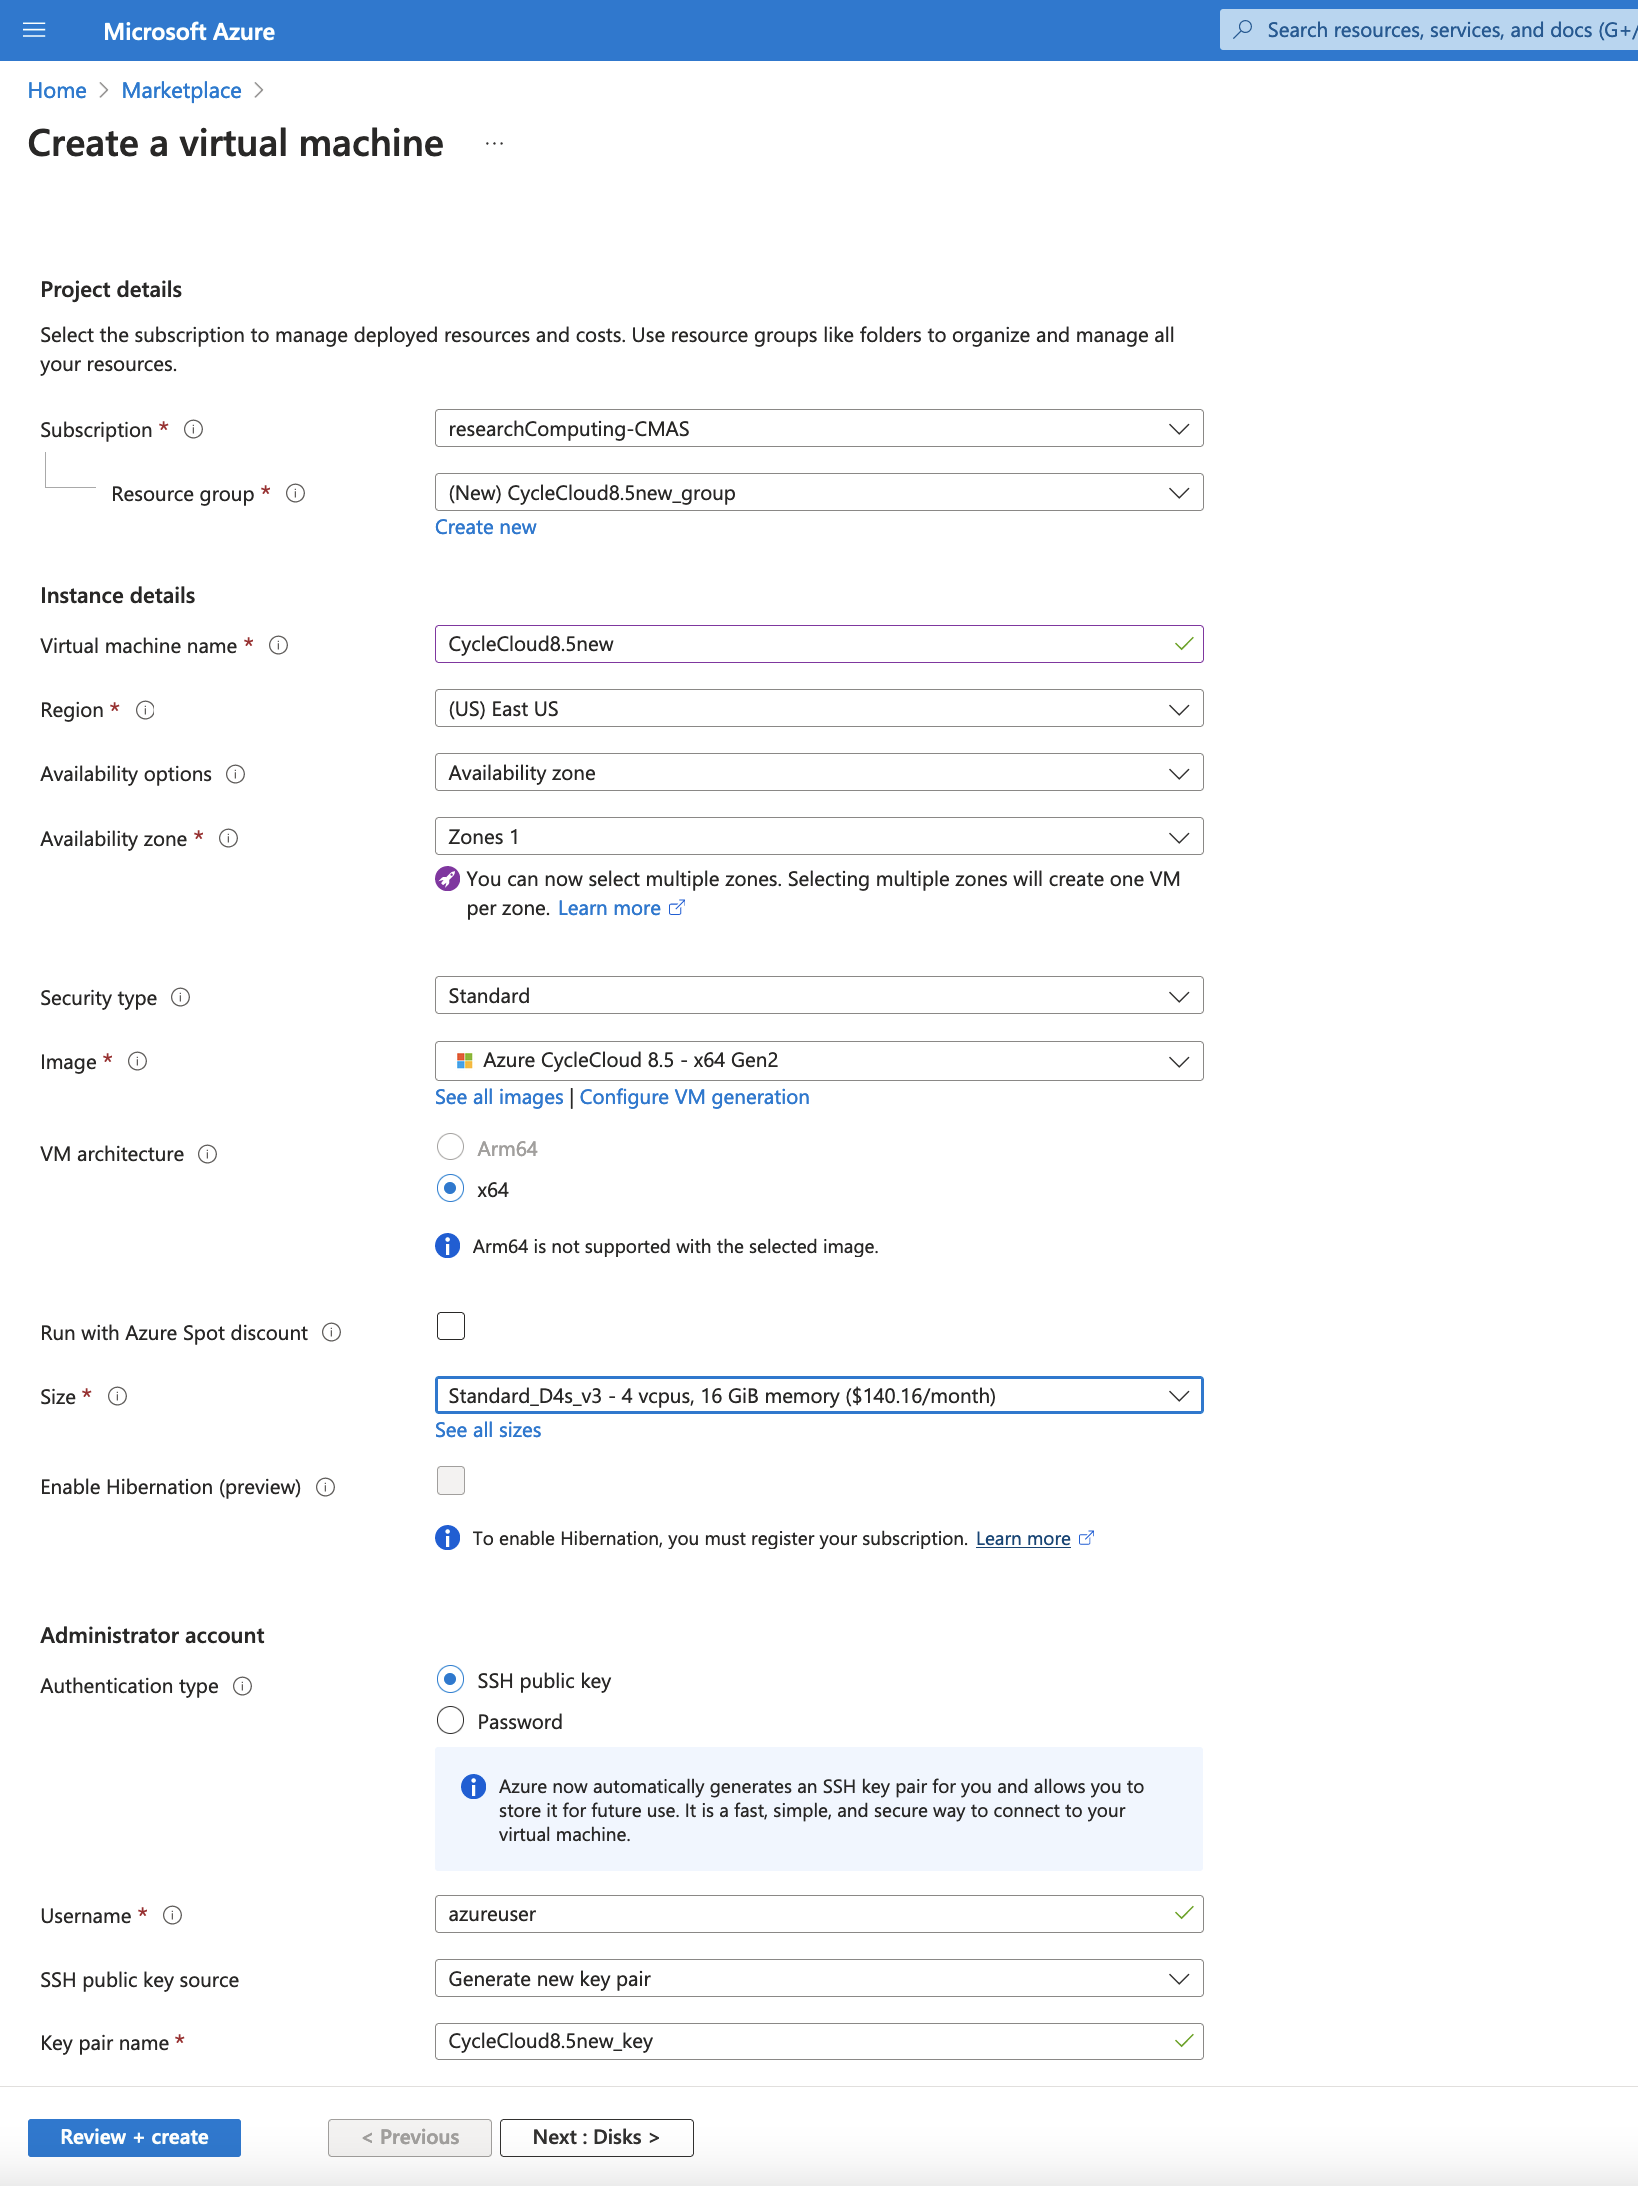 Microsoft Azure
Search resources, services, and docs (G+/
Home > Marketplace >
Create a virtual machine ...
Project details
Select the subscription to manage deployed resources and costs. Use resource groups like folders to organize and manage all
your resources.
Subscription *
researchComputing-CMAS
Resource group *
(New) CycleCloud8.5new_group
Create new
Instance details
Virtual machine name *
CycleCloud8.5new
Region *
(US) East US
Availability options
Availability zone
Availability zone *
Zones 1
You can now select multiple zones. Selecting multiple zones will create one VM
per zone. Learn more
Security type
Standard
Image *
Azure CycleCloud 8.5 - x64 Gen2
See all images | Configure VM generation
VM architecture
Arm64
x64
Arm64 is not supported with the selected image.
Run with Azure Spot discount
Size *
Standard_D4s_v3 - 4 vcpus, 16 GiB memory ($140.16/month)
See all sizes
Enable Hibernation (preview)
To enable Hibernation, you must register your subscription. Learn more
Administrator account
Authentication type
SSH public key
Password
Azure now automatically generates an SSH key pair for you and allows you to
store it for future use. It is a fast, simple, and secure way to connect to your
virtual machine.
Username *
azureuser
SSH public key source
Generate new key pair
Key pair name *
CycleCloud8.5new_key
Review + create
< Previous
Next : Disks >